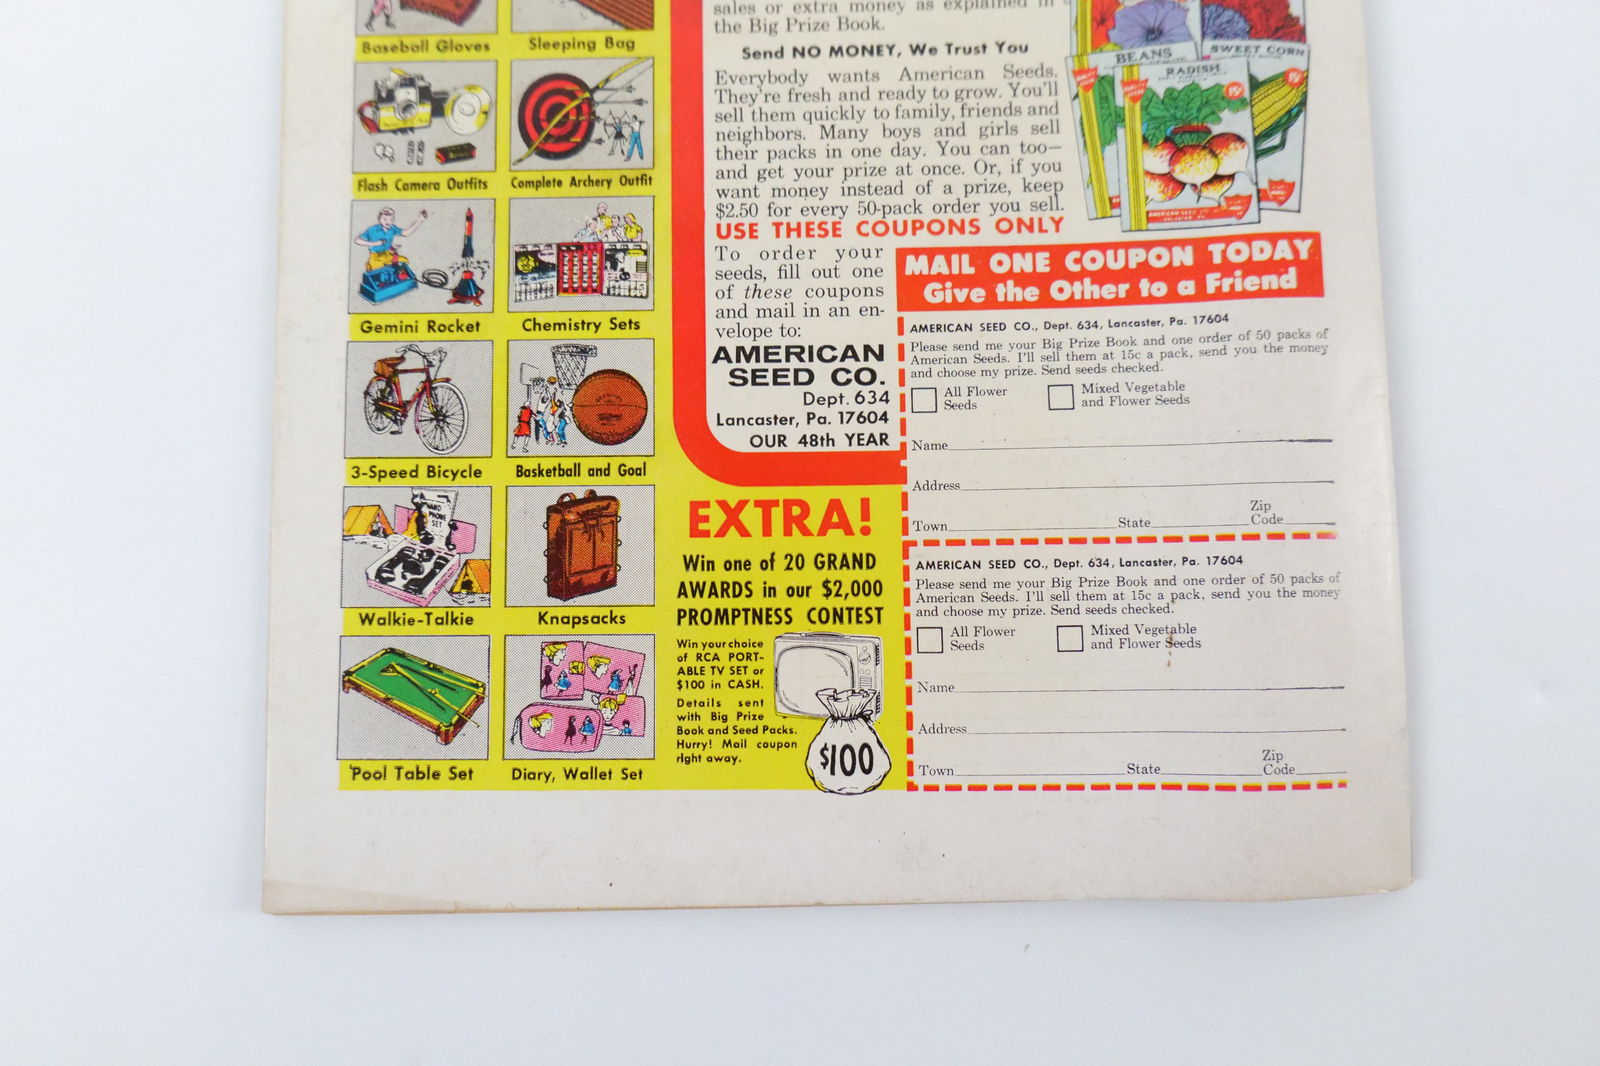 Baseball Gloves
Sleeping Bag
Flash Camera Outfits
Complete Archery Outfit
Gemini Rocket
Chemistry Sets
3-Speed Bicycle
Basketball and Goal
HAND
PHONE
SET
Walkie-Talkie
Knapsacks
Pool Table Set
Diary, Wallet Set
sales or extra money as explained in
the Big Prize Book.
Send NO MONEY, We Trust You
Everybody wants American Seeds.
They're fresh and ready to grow. You'll
sell them quickly to family, friends and
neighbors. Many boys and girls sell
their packs in one day. You can too—
and get your prize at once. Or, if you
want money instead of a prize, keep
$2.50 for every 50-pack order you sell.
USE THESE COUPONS ONLY
To order your
seeds, fill out one
of these coupons
and mail in an en-
velope to:
AMERICAN
SEED CO.
Dept. 634
Lancaster, Pa. 17604
OUR 48th YEAR
BEANS
SWEET CORN
RADISH
15¢
15¢
AMERICAN SEED CO.
EXTRA!
Win one of 20 GRAND
AWARDS in our $2,000
PROMPTNESS CONTEST
Win your choice
of RCA PORT-
ABLE TV SET or
$100 in CASH.
Details sent
with Big Prize
Book and Seed Packs.
Hurry! Mail coupon
right away.
$100
MAIL ONE COUPON TODAY
Give the Other to a Friend
AMERICAN SEED CO., Dept. 634, Lancaster, Pa. 17604
Please send me your Big Prize Book and one order of 50 packs of
American Seeds. I'll sell them at 15c a pack, send you the money
and choose my prize. Send seeds checked.
All Flower
Seeds
Mixed Vegetable
and Flower Seeds
Name
Address
Town State Zip
Code
AMERICAN SEED CO., Dept. 634, Lancaster, Pa. 17604
Please send me your Big Prize Book and one order of 50 packs of
American Seeds. I'll sell them at 15c a pack, send you the money
and choose my prize. Send seeds checked.
All Flower
Seeds
Mixed Vegetable
and Flower Seeds
Name
Address
Town State Zip
Code